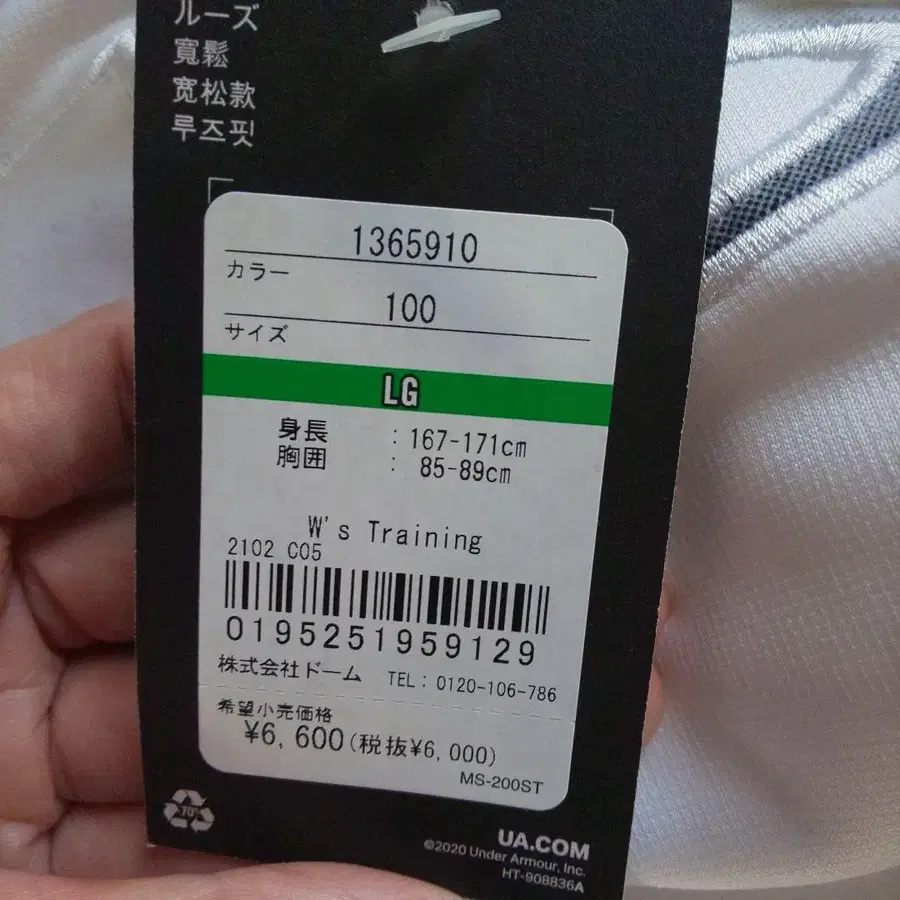 ルーズ
寬鬆
宽松款
루즈핏
1365910
カラー
100
サイズ
LG
身長 : 167-171cm
胸囲 : 85-89cm
W's Training
2102 C05
0195251959129
株式会社ドーム TEL: 0120-106-786
希望小売価格
¥6,600(税抜¥6,000)
MS-200ST
70%
UA.COM
©2020 Under Armour, Inc.
HT-908836A